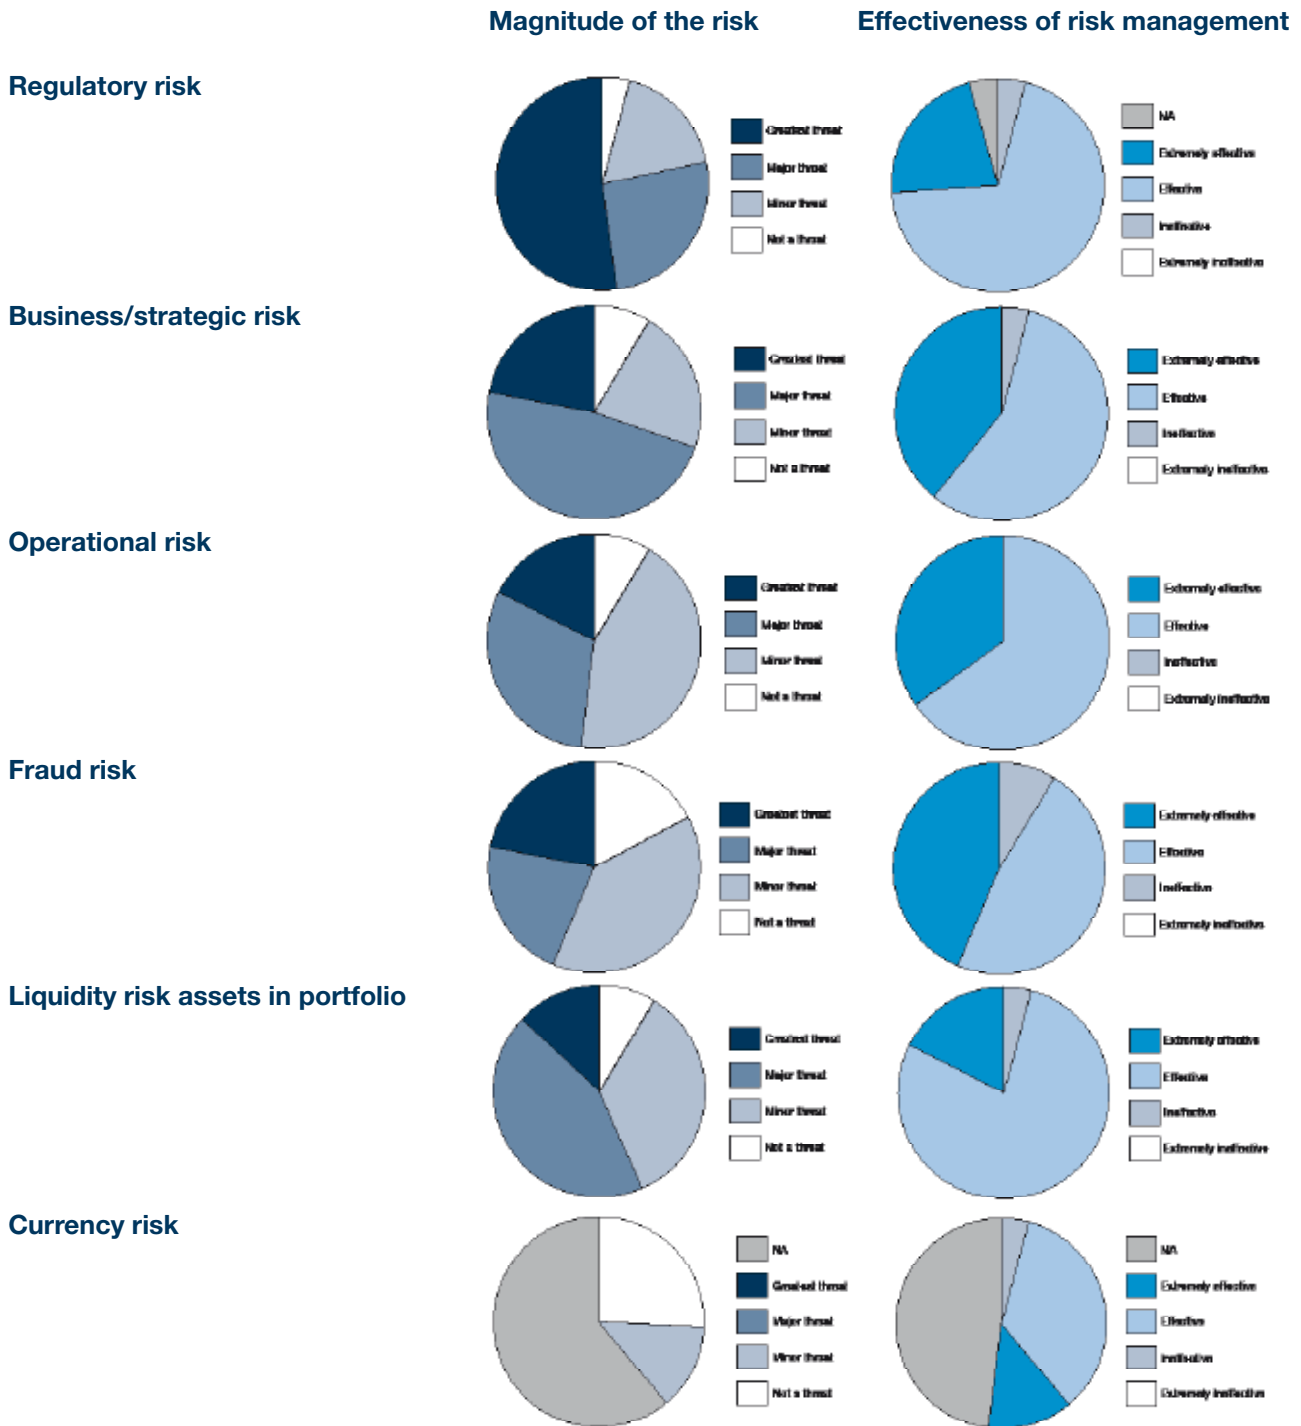 Magnitude of the risk
Effectiveness of risk management
Regulatory risk
Greatest threat
Major threat
Minor threat
Not a threat
NA
Extremely effective
Effective
Ineffective
Extremely ineffective
Business/strategic risk
Greatest threat
Major threat
Minor threat
Not a threat
Extremely effective
Effective
Ineffective
Extremely ineffective
Operational risk
Greatest threat
Major threat
Minor threat
Not a threat
Extremely effective
Effective
Ineffective
Extremely ineffective
Fraud risk
Greatest threat
Major threat
Minor threat
Not a threat
Extremely effective
Effective
Ineffective
Extremely ineffective
Liquidity risk assets in portfolio
Greatest threat
Major threat
Minor threat
Not a threat
Extremely effective
Effective
Ineffective
Extremely ineffective
Currency risk
NA
Greatest threat
Major threat
Minor threat
Not a threat
NA
Extremely effective
Effective
Ineffective
Extremely ineffective